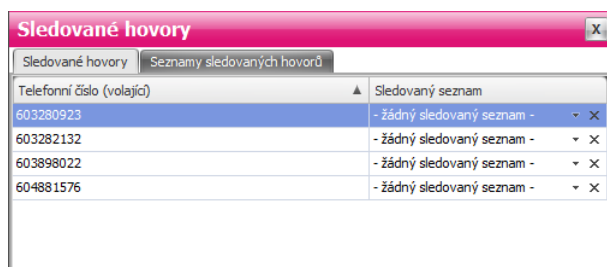 Sledované hovory x
Sledované hovory Seznamy sledovaných hovorů
Telefonní číslo (volající) Sledovaný seznam
603280923 - žádný sledovaný seznam -
603282132 - žádný sledovaný seznam -
603898022 - žádný sledovaný seznam -
604881576 - žádný sledovaný seznam -